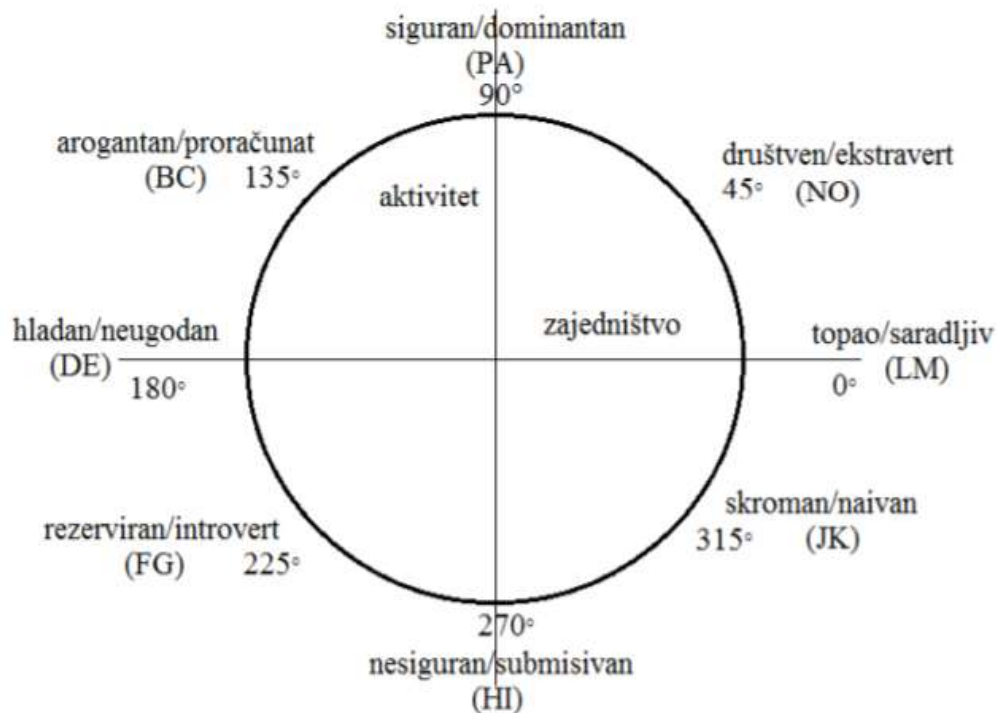 siguran/dominantan
(PA)
90°
arogantan/proračunat
(BC) 135°
društven/ekstravert
45° (NO)
aktivitet
hladan/neugodan
(DE)
180°
zajedništvo
topao/saradljiv
(LM)
0°
rezerviran/introvert
(FG) 225°
skroman/naivan
315° (JK)
270°
nesiguran/submisivan
(HI)